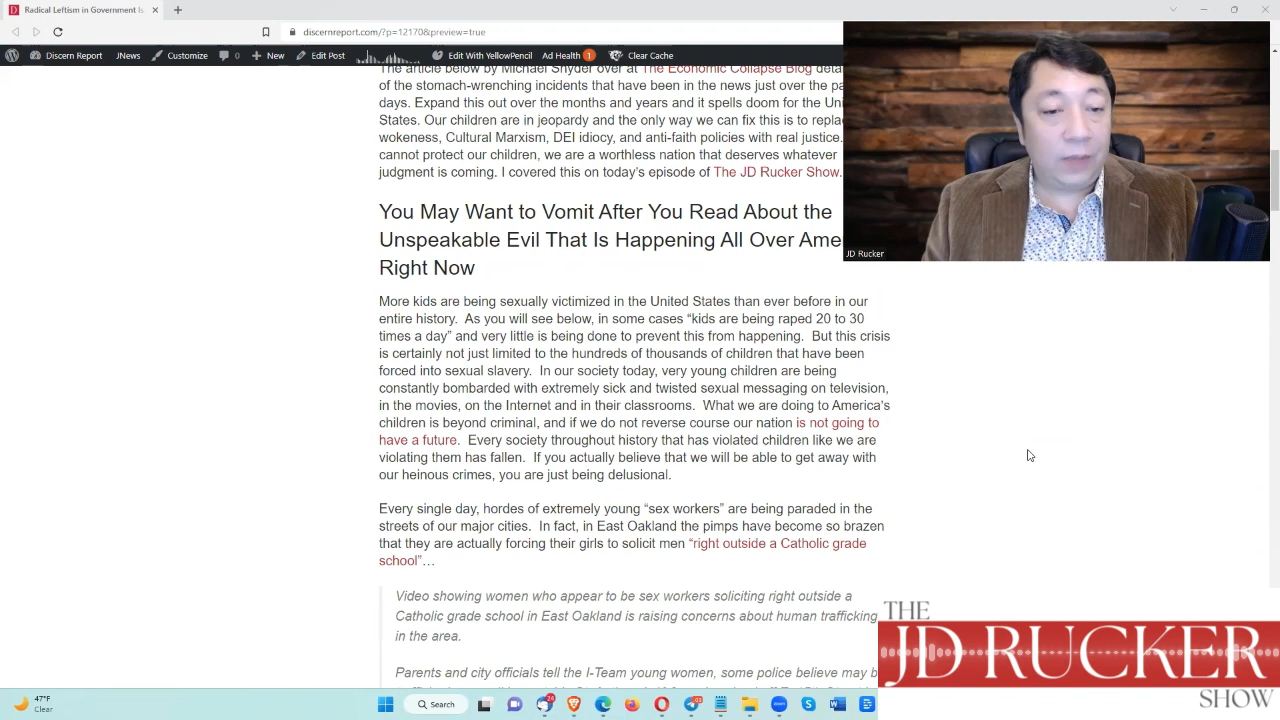 Radical Leftism in Government Is
discernreport.com/?p=12170&preview=true
Discern Report JNews Customize 0 New Edit Post Edit With YellowPencil Ad Health 1 Clear Cache
The article below by Michael Snyder over at The Economic Collapse Blog
of the stomach-wrenching incidents that have been in the news just over the
days. Expand this out over the months and years and it spells doom for the
States. Our children are in jeopardy and the only way we can fix this is to
wokeness, Cultural Marxism, DEI idiocy, and anti-faith policies with real justice.
cannot protect our children, we are a worthless nation that deserves whatever
judgment is coming. I covered this on today's episode of The JD Rucker Show.
You May Want to Vomit After You Read About the
Unspeakable Evil That Is Happening All Over Ame
Right Now
JD Rucker
More kids are being sexually victimized in the United States than ever before in our
entire history. As you will see below, in some cases “kids are being raped 20 to 30
times a day” and very little is being done to prevent this from happening. But this crisis
is certainly not just limited to the hundreds of thousands of children that have been
forced into sexual slavery. In our society today, very young children are being
constantly bombarded with extremely sick and twisted sexual messaging on television,
in the movies, on the Internet and in their classrooms. What we are doing to America’s
children is beyond criminal, and if we do not reverse course our nation is not going to
have a future. Every society throughout history that has violated children like we are
violating them has fallen. If you actually believe that we will be able to get away with
our heinous crimes, you are just being delusional.
Every single day, hordes of extremely young “sex workers” are being paraded in the
streets of our major cities. In fact, in East Oakland the pimps have become so brazen
that they are actually forcing their girls to solicit men “right outside a Catholic grade
school”…
Video showing women who appear to be sex workers soliciting right outside a
Catholic grade school in East Oakland is raising concerns about human trafficking
in the area.
Parents and city officials tell the I-Team young women, some police believe may b
THE
JD RUCKER
SHOW
47°F
Clear
Search
24